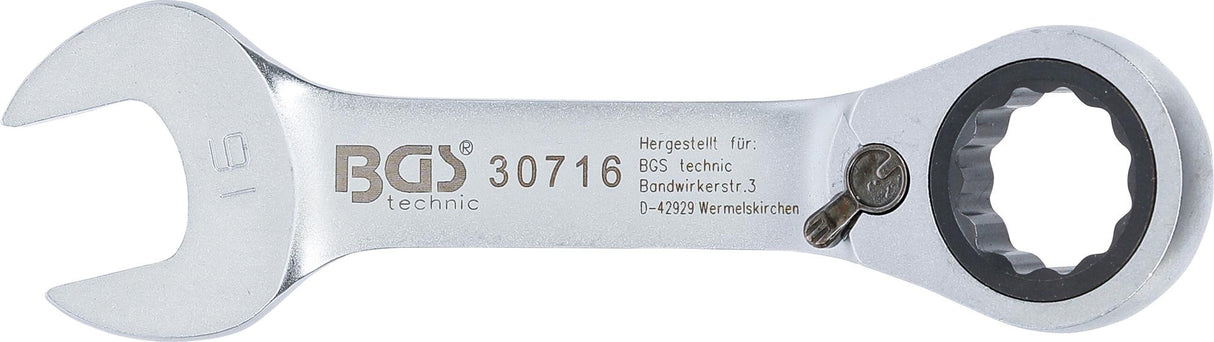 16
BGS®
technic
30716
Hergestellt für:
BGS technic
Bandwirkerstr.3
D-42929 Wermelskirchen